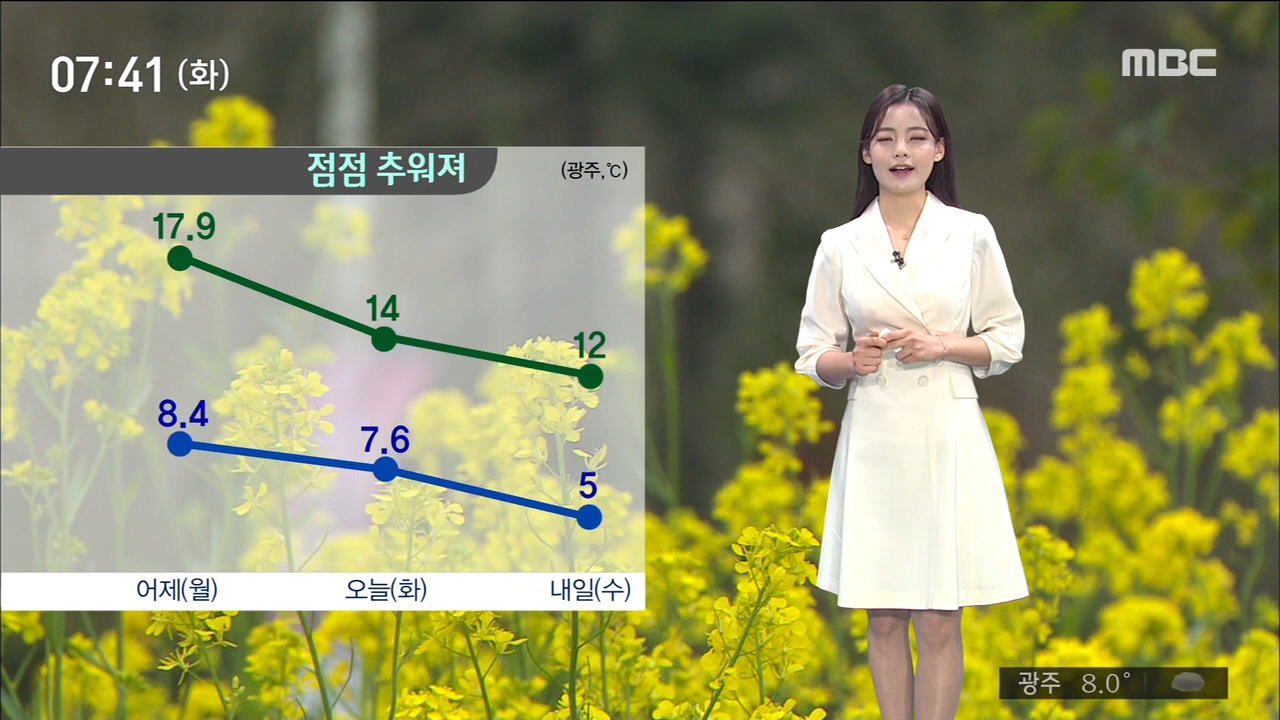 07:41 (화)
MBC
점점 추워져
(광주,℃)
17.9
14
12
8.4
7.6
5
어제(월) 오늘(화) 내일(수)
광주 8.0°